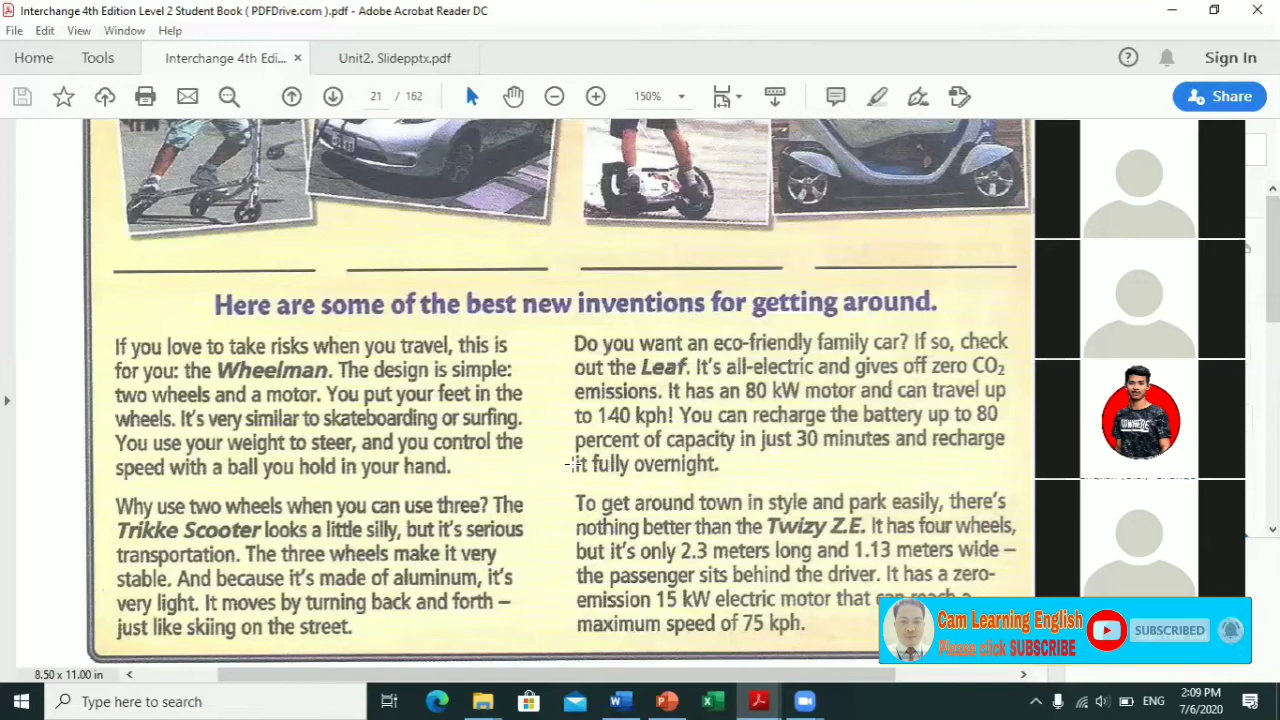 Interchange 4th Edition Level 2 Student Book ( PDFDrive.com ).pdf - Adobe Acrobat Reader DC
File Edit View Window Help
Home Tools Interchange 4th Edi... × Unit2. Slidepptx.pdf Sign In
21 / 162 150% Share
Here are some of the best new inventions for getting around.
If you love to take risks when you travel, this is
for you: the Wheelman. The design is simple:
two wheels and a motor. You put your feet in the
wheels. It's very similar to skateboarding or surfing.
You use your weight to steer, and you control the
speed with a ball you hold in your hand.
Why use two wheels when you can use three? The
Trikke Scooter looks a little silly, but it's serious
transportation. The three wheels make it very
stable. And because it's made of aluminum, it's
very light. It moves by turning back and forth –
just like skiing on the street.
Do you want an eco-friendly family car? If so, check
out the Leaf. It's all-electric and gives off zero CO₂
emissions. It has an 80 kW motor and can travel up
to 140 kph! You can recharge the battery up to 80
percent of capacity in just 30 minutes and recharge
it fully overnight.
To get around town in style and park easily, there's
nothing better than the Twizy Z.E. It has four wheels,
but it's only 2.3 meters long and 1.13 meters wide –
the passenger sits behind the driver. It has a zero-
emission 15 kW electric motor that can reach a
maximum speed of 75 kph.
Cam Learning English
Please click SUBSCRIBE
SUBSCRIBED
8.50 x 11.00 in
Type here to search
ENG
2:09 PM
7/6/2020